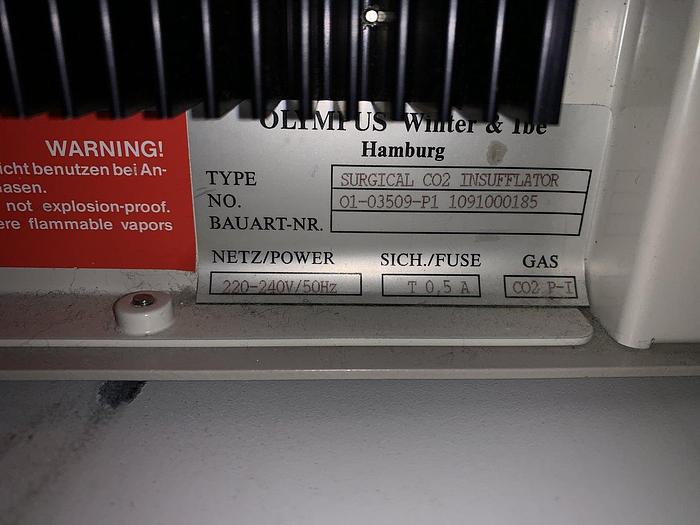 WARNING!
icht benutzen bei An-
asen.
not explosion-proof.
ere flammable vapors
OLYMPUS Winter & Ibe
Hamburg
TYPE SURGICAL CO2 INSUFFLATOR
NO. 01-03509-P1 1091000185
BAUART-NR.
NETZ/POWER SICH./FUSE GAS
220-240V/50Hz T 0,5 A CO2 P-I